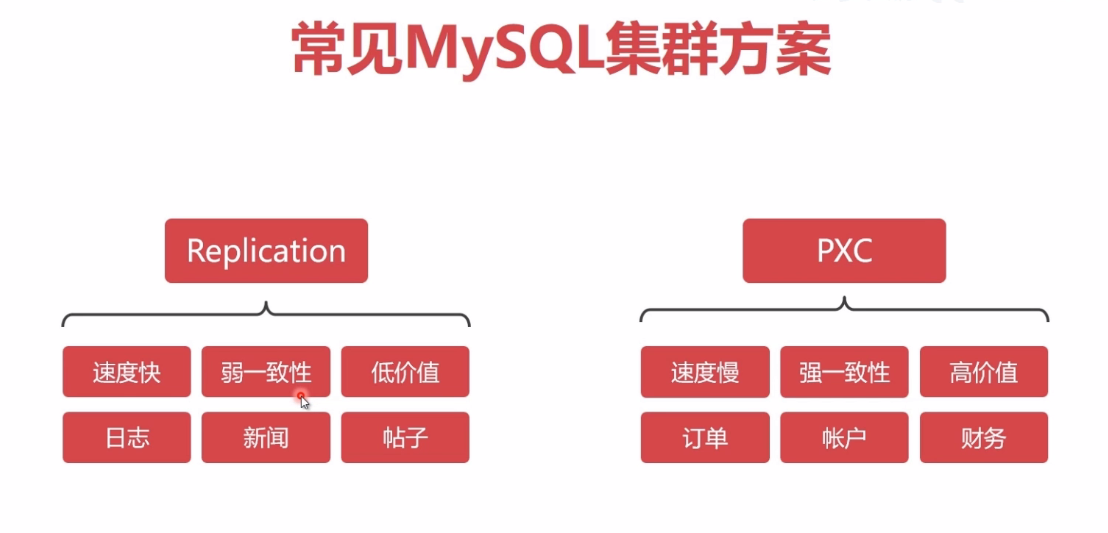 常见MySQL集群方案
Replication
PXC
速度快 弱一致性 低价值
速度慢 强一致性 高价值
日志 新闻 帖子
订单 帐户 财务